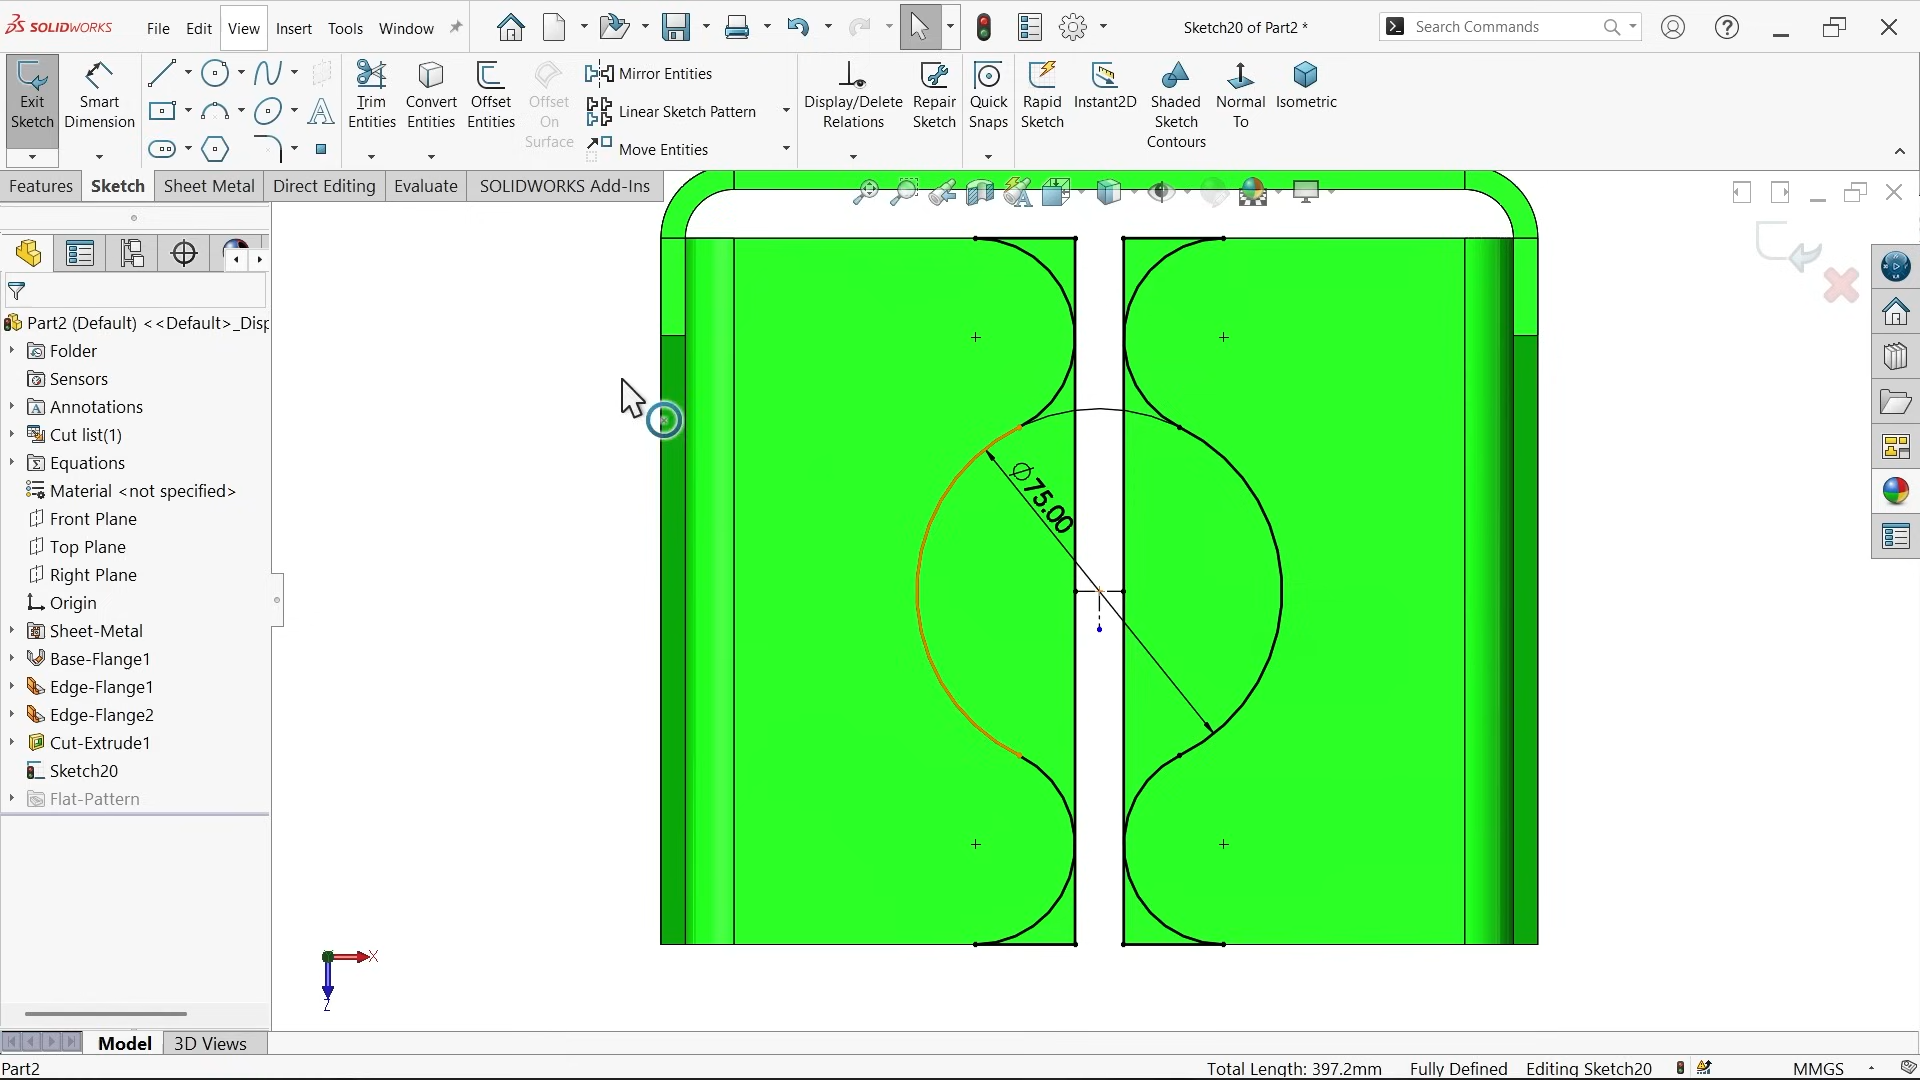 SOLIDWORKS File Edit View Insert Tools Window Sketch20 of Part2 * Search Commands
Exit Sketch
Smart Dimension
Trim Entities
Convert Entities
Offset Entities
Offset On Surface
Mirror Entities
Linear Sketch Pattern
Move Entities
Display/Delete Relations
Repair Sketch
Quick Snaps
Rapid Sketch
Instant2D
Shaded Sketch Contours
Normal To
Isometric
Features Sketch Sheet Metal Direct Editing Evaluate SOLIDWORKS Add-Ins
Part2 (Default) <<Default>_Disp
Folder
Sensors
Annotations
Cut list(1)
Equations
Material <not specified>
Front Plane
Top Plane
Right Plane
Origin
Sheet-Metal
Base-Flange1
Edge-Flange1
Edge-Flange2
Cut-Extrude1
Sketch20
Flat-Pattern
∅75.00
X
Z
Model 3D Views
Part2 Total Length: 397.2mm Fully Defined Editing Sketch20 MMGS